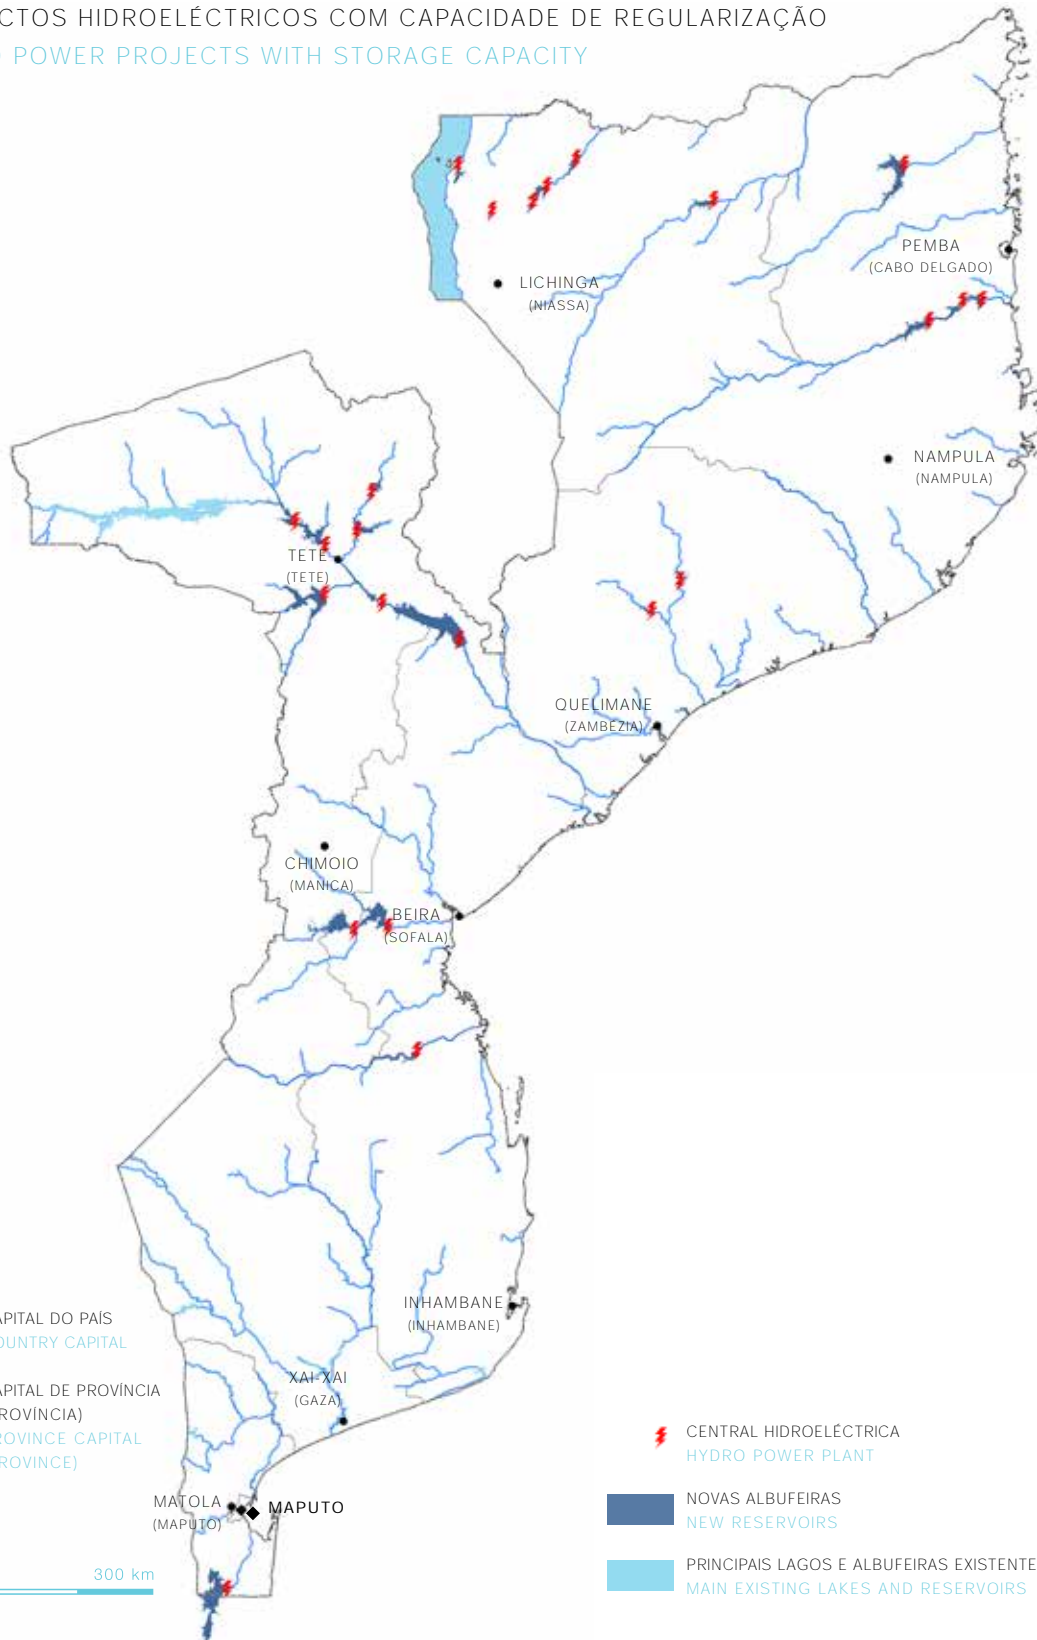 CTOS HIDROELÉCTRICOS COM CAPACIDADE DE REGULARIZAÇÃO
POWER PROJECTS WITH STORAGE CAPACITY
PEMBA
(CABO DELGADO)
LICHINGA
(NIASSA)
NAMPULA
(NAMPULA)
TETE
(TETE)
QUELIMANE
(ZAMBÉZIA)
CHIMOIO
(MANICA)
BEIRA
(SOFALA)
INHAMBANE
(INHAMBANE)
XAI-XAI
(GAZA)
MATOLA
(MAPUTO)
MAPUTO
APITAL DO PAÍS
OUNTRY CAPITAL
APITAL DE PROVÍNCIA
ROVÍNCIA)
ROVINCE CAPITAL
ROVINCE)
300 km
CENTRAL HIDROELÉCTRICA
HYDRO POWER PLANT
NOVAS ALBUFEIRAS
NEW RESERVOIRS
PRINCIPAIS LAGOS E ALBUFEIRAS EXISTENTE
MAIN EXISTING LAKES AND RESERVOIRS